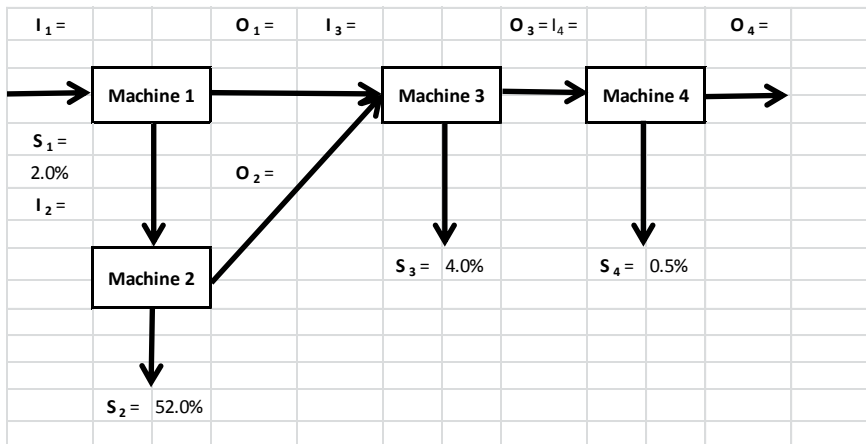 I 1 = O 1 = I 3 = O 3 = I4 = O 4 =
Machine 1 Machine 3 Machine 4
S 1 =
2.0% O 2 =
I 2 =
Machine 2 S 3 = 4.0% S 4 = 0.5%
S 2 = 52.0%